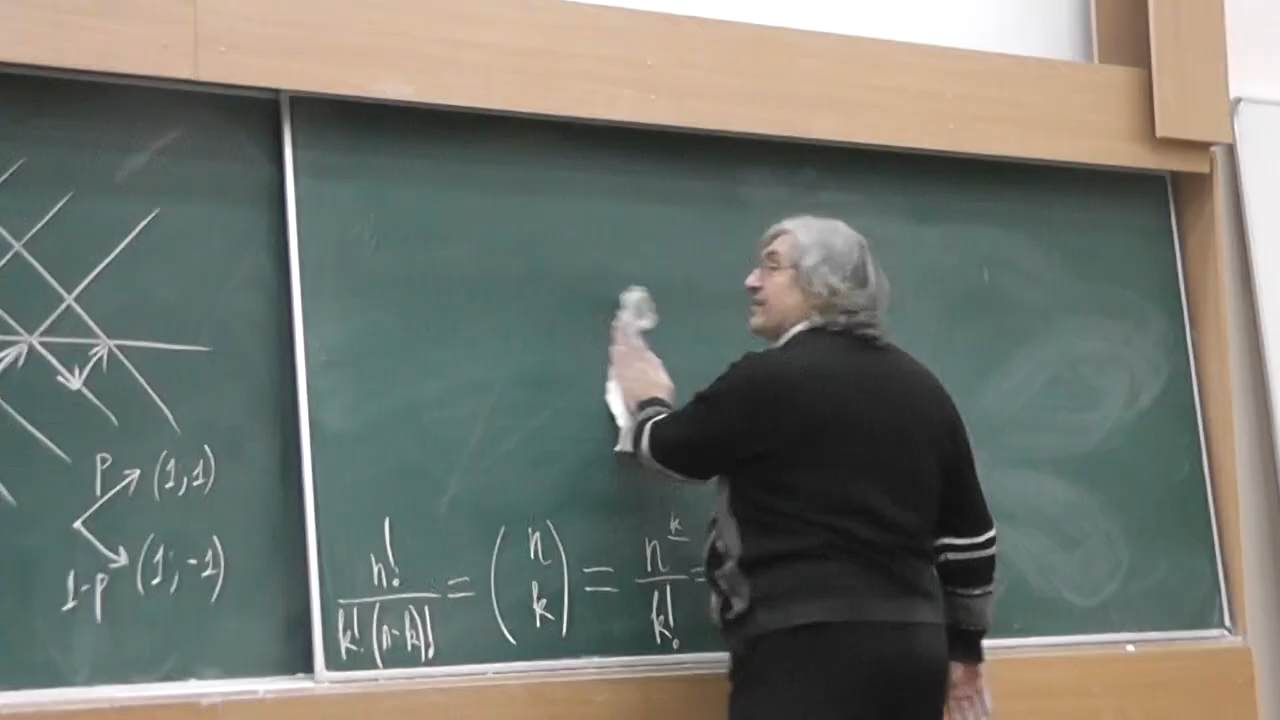 p (1,1)
1-p (1,-1)
n! / k!(n-k)! = (n k) = n^k̲ / k! =